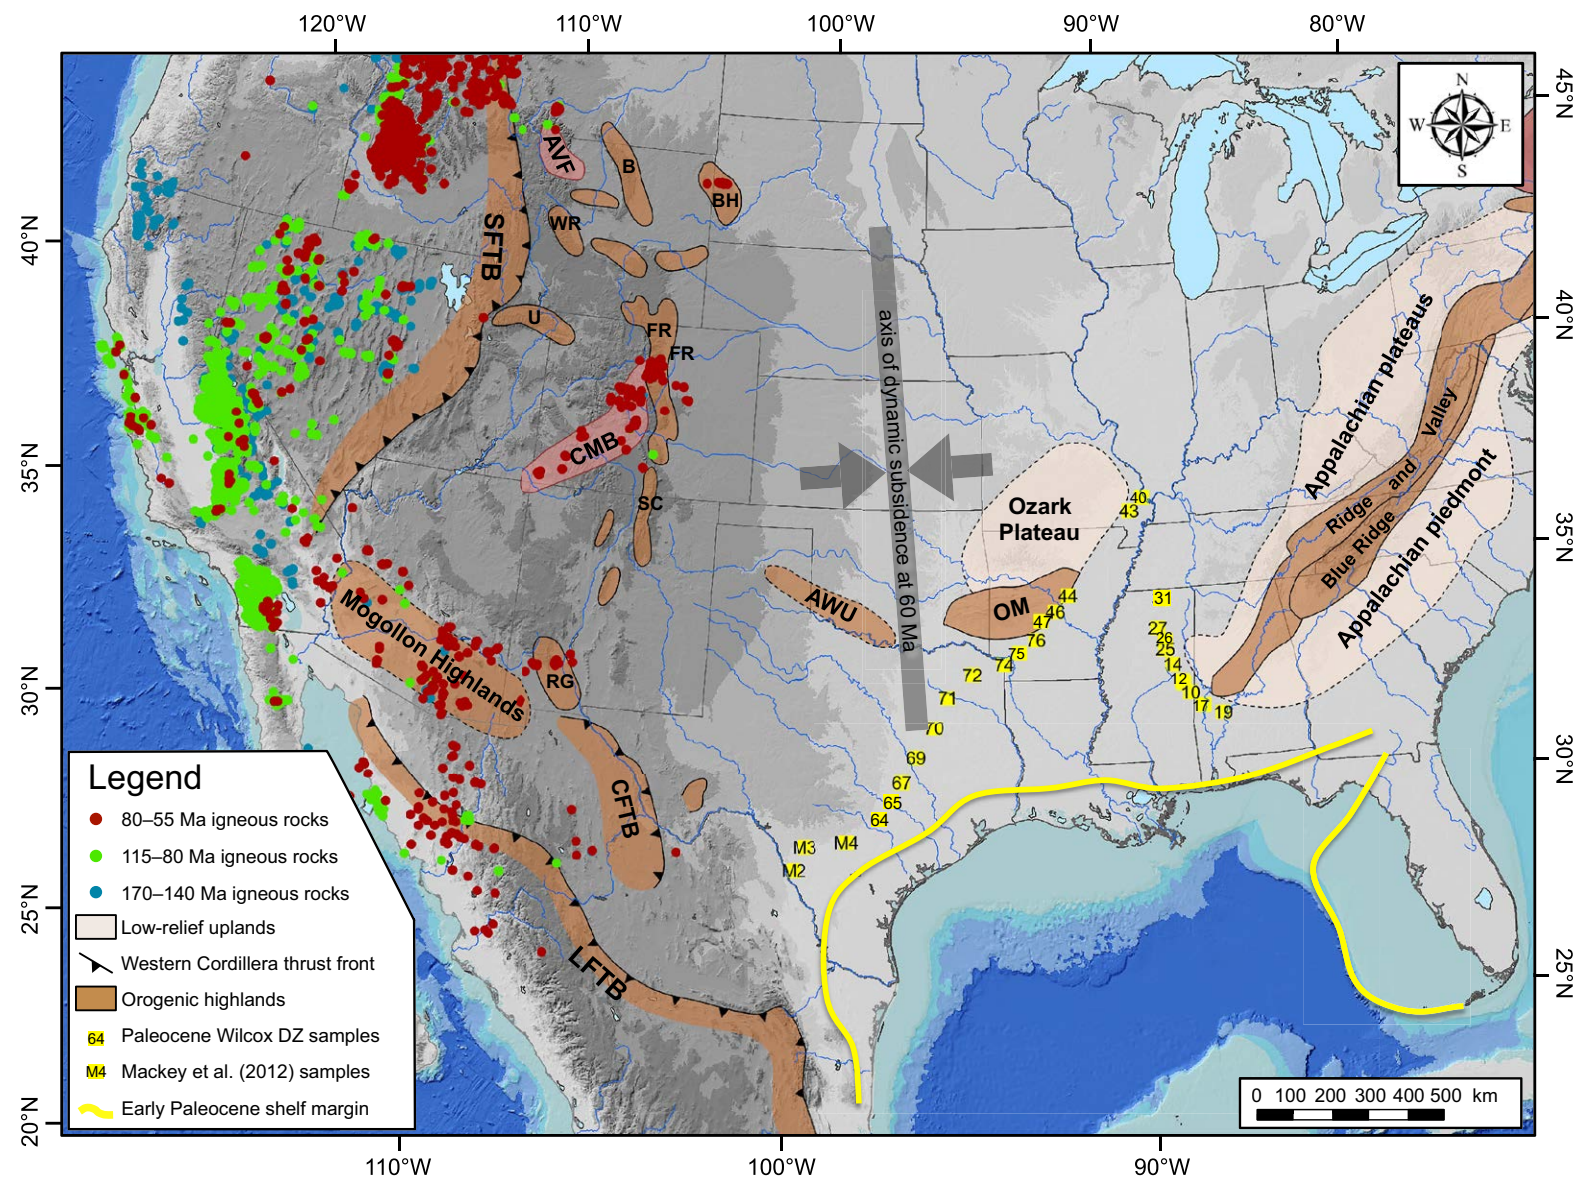 120°W
110°W
100°W
90°W
80°W
45°N
40°N
35°N
30°N
25°N
40°N
35°N
30°N
25°N
20°N
110°W
100°W
90°W
N
W
E
S
AVF
B
BH
WR
SFTB
U
FR
FR
CMB
SC
axis of dynamic subsidence at 60 Ma
Ozark
Plateau
AWU
OM
Appalachian plateaus
Ridge and Valley
Blue Ridge
Appalachian piedmont
Mogollon Highlands
RG
CFTB
LFTB
40
43
44
46
47
76
75
74
72
71
70
69
67
65
64
M4
M3
M2
31
27
26
25
14
12
10
17
19
Legend
80–55 Ma igneous rocks
115–80 Ma igneous rocks
170–140 Ma igneous rocks
Low-relief uplands
Western Cordillera thrust front
Orogenic highlands
64 Paleocene Wilcox DZ samples
M4 Mackey et al. (2012) samples
Early Paleocene shelf margin
0 100 200 300 400 500 km